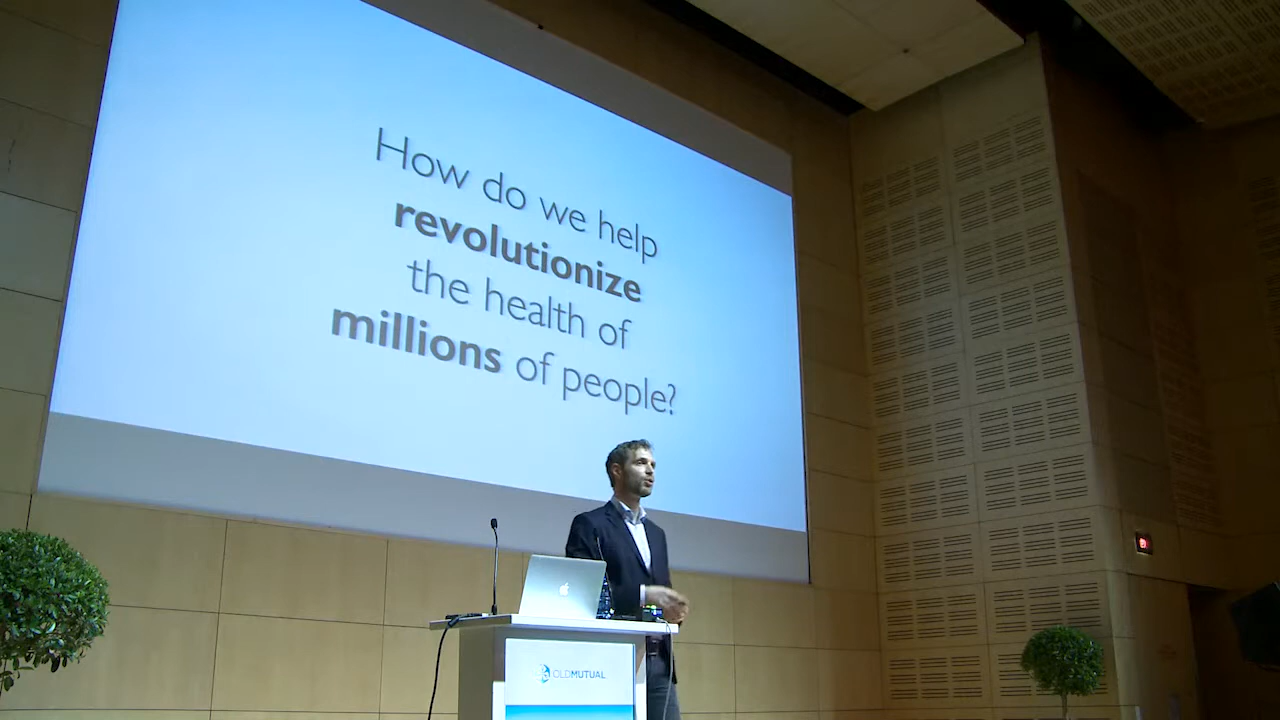 How do we help
revolutionize
the health of
millions of people?
OLDMUTUAL